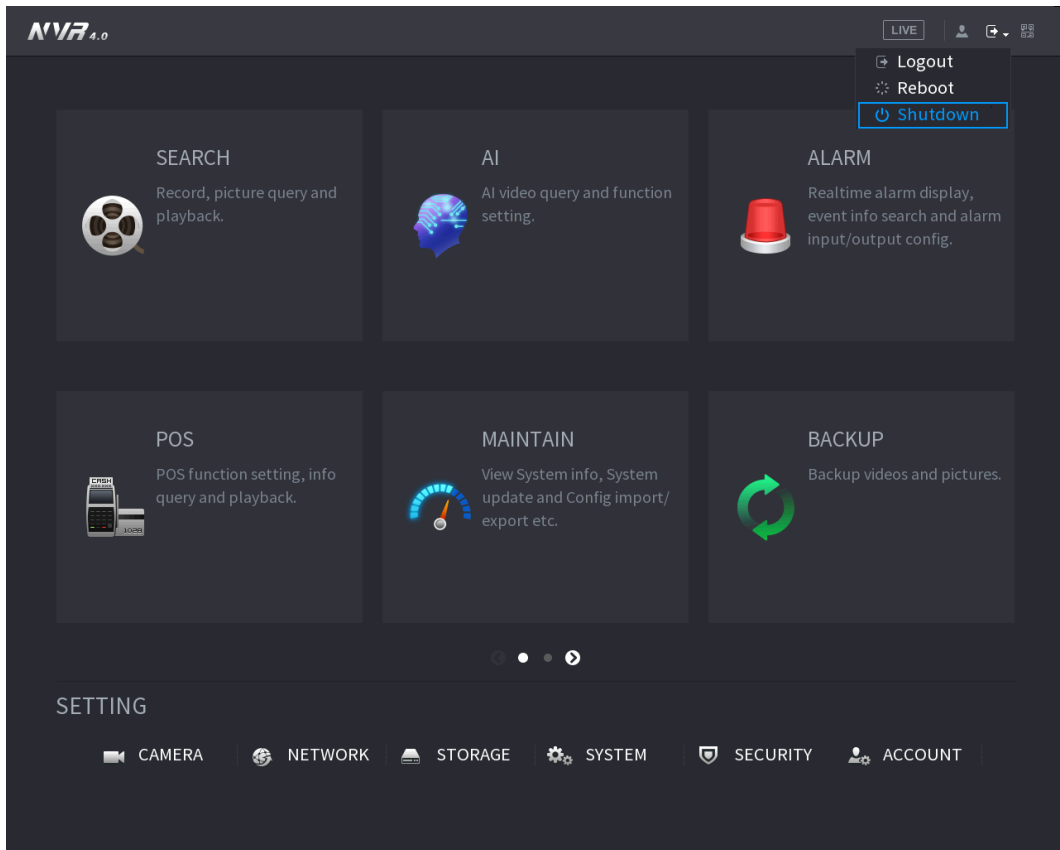 NVR 4.0
LIVE
Logout
Reboot
Shutdown
SEARCH
Record, picture query and
playback.
AI
AI video query and function
setting.
ALARM
Realtime alarm display,
event info search and alarm
input/output config.
POS
POS function setting, info
query and playback.
CASH
1028
MAINTAIN
View System info, System
update and Config import/
export etc.
BACKUP
Backup videos and pictures.
SETTING
CAMERA
NETWORK
STORAGE
SYSTEM
SECURITY
ACCOUNT